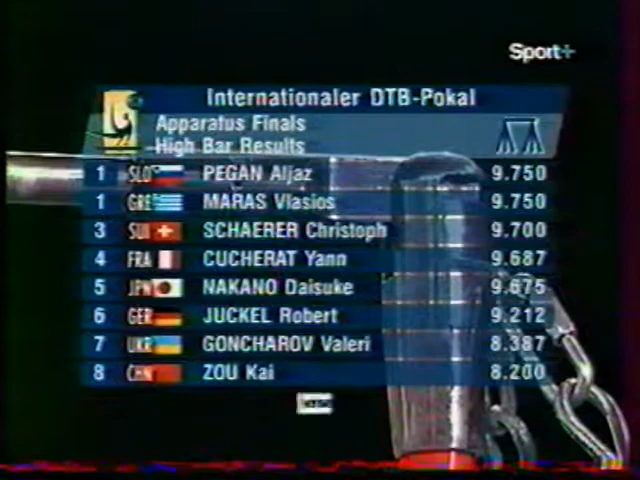 Sport+
Internationaler DTB-Pokal
Apparatus Finals
High Bar Results
1 SLO PEGAN Aljaz 9.750
1 GRE MARAS Vlasios 9.750
3 SUI SCHAERER Christoph 9.700
4 FRA CUCHERAT Yann 9.687
5 JPN NAKANO Daisuke 9.675
6 GER JUCKEL Robert 9.212
7 UKR GONCHAROV Valeri 8.387
8 CHN ZOU Kai 8.200